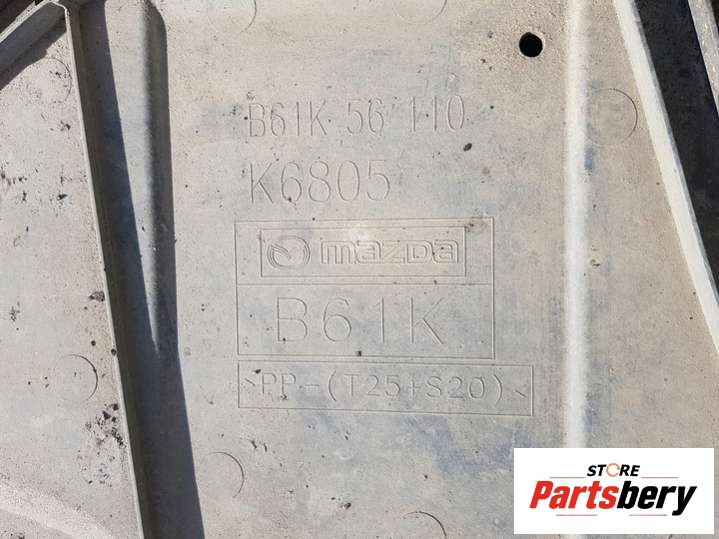 B61K 56 110
K6805
mazda
B61K
>PP-(T25+S20)<
STORE
Partsbery